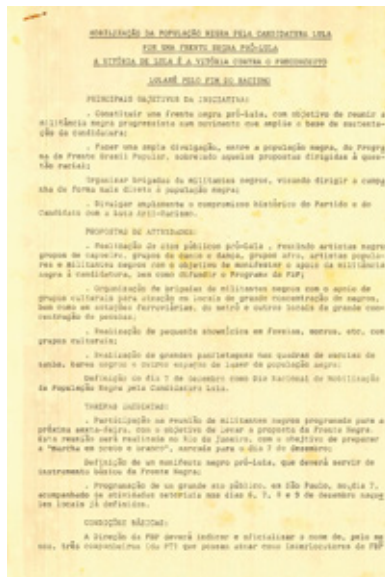 MOBILIZAÇÃO DA POPULAÇÃO NEGRA PELA CANDIDATURA LULA
POR UMA FRENTE NEGRA PRÓ-LULA
A VITÓRIA DE LULA É A VITÓRIA CONTRA O PRECONCEITO
PELO FIM DO RACISMO
PRINCIPAIS OBJETIVOS DA INICIATIVA:
. Constituir uma frente negra pró-Lula, com objetivo de reunir a
militância negra progressista num movimento que amplie a base de sustenta-
ção da candidatura;
. Fazer uma ampla divulgação, entre a população negra, do Progra
ma da Frente Brasil Popular, sobretudo aquelas propostas dirigidas à ques-
tão racial;
Organizar brigadas de militantes negros, visando dirigir a campa
nha de forma mais direta à população negra;
. Divulgar amplamente o compromisso histórico do Partido e do
Candidato com a luta Anti-Racismo.
PROPOSTAS DE ATIVIDADES:
. Realização de atos públicos pró-Lula , reunindo artistas negros
grupos de capoeira, grupos de dança, grupos afro, artistas popula-
res e militantes negros com o objetivo de manifestar o apoio da militância
negra à candidatura, bem como difundir o Programa da FBP;
. Organização de brigadas de militantes negros com o apoio de
grupos culturais para atuação em locais de grande concentração de negros,
bem como em estações ferroviárias, do metrô e outros locais de grande con-
centração de pessoas;
. Realização de pequenos showmícios em favelas, morros, etc. com
grupos culturais;
. Realização de grandes panfletagens nas quadras de escolas de
samba, bares negros e outros espaços de lazer da população negra;
Definição do dia 7 de dezembro como Dia Nacional de Mobilização
da População Negra pela Candidatura Lula.
TAREFAS IMEDIATAS:
. Participação na reunião de militantes negros programada para a
próxima sexta-feira, com o objetivo de levar a proposta da Frente Negra.
Esta reunião será realizada no Rio de Janeiro, com o objetivo de preparar
a "Marcha em preto e branco", marcada para o dia 7 de dezembro;
Definição de um manifesto negro pró-Lula, que deverá servir de
instrumento básico da Frente Negra;
. Programação de um grande ato público, em São Paulo, no dia 7,
as atividades setoriais nos dias 6, 7, 8 e 9 de dezembro
locais já definidos.
CONDIÇÕES BÁSICAS:
A Direção da FBP deverá indicar e oficializar o nome de, pelo me
nos, três companheiros (do PT) que possam atuar como interlocutores da FBP